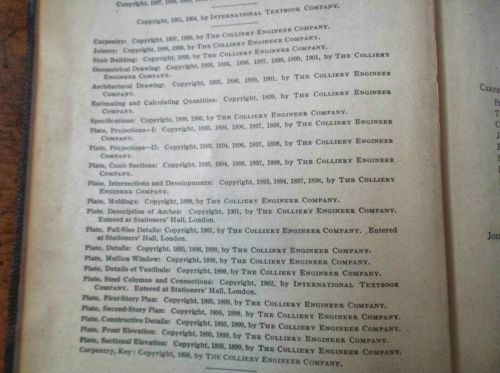 Copyright, 1901, 1904, by INTERNATIONAL TEXTBOOK COMPANY.
Carpentry: Copyright, 1897, 1899, by THE COLLIERY ENGINEER COMPANY.
Joinery: Copyright, 1898, 1900, by THE COLLIERY ENGINEER COMPANY.
Stair Building: Copyright, 1899, by THE COLLIERY ENGINEER COMPANY.
Geometrical Drawing: Copyright, 1893, 1894, 1896, 1897, 1898, 1899, 1901, by THE COLLIERY
ENGINEER COMPANY.
Architectural Drawing: Copyright, 1895, 1896, 1899, 1901, by THE COLLIERY ENGINEER
COMPANY.
Estimating and Calculating Quantities: Copyright, 1899, by THE COLLIERY ENGINEER
COMPANY.
Specifications: Copyright, 1898, 1900, by THE COLLIERY ENGINEER COMPANY.
Plate, Projections—I: Copyright, 1893, 1894, 1896, 1897, 1898, by THE COLLIERY ENGINEER
COMPANY.
Plate, Projections—II: Copyright, 1893, 1894, 1896, 1897, 1898, by THE COLLIERY ENGINEER
COMPANY.
Plate, Conic Sections: Copyright, 1893, 1894, 1896, 1897, 1898, by THE COLLIERY ENGINEER
COMPANY.
Plate, Intersections and Developments: Copyright, 1893, 1894, 1897, 1898, by THE COLLIERY
ENGINEER COMPANY.
Plate, Moldings: Copyright, 1899, by THE COLLIERY ENGINEER COMPANY.
Plate, Description of Arches: Copyright, 1901, by THE COLLIERY ENGINEER COMPANY.
Entered at Stationers' Hall, London.
Plate, Full-Size Details: Copyright, 1901, by THE COLLIERY ENGINEER COMPANY. Entered
at Stationers' Hall, London.
Plate, Details: Copyright, 1895, 1896, 1899, by THE COLLIERY ENGINEER COMPANY.
Plate, Mullion Window: Copyright, 1899, by THE COLLIERY ENGINEER COMPANY.
Plate, Details of Vestibule: Copyright, 1899, by THE COLLIERY ENGINEER COMPANY.
Plate, Steel Columns and Connections: Copyright, 1902, by INTERNATIONAL TEXTBOOK
COMPANY. Entered at Stationers' Hall, London.
Plate, First-Story Plan: Copyright, 1895, 1899, by THE COLLIERY ENGINEER COMPANY.
Plate, Second-Story Plan: Copyright, 1895, 1899, by THE COLLIERY ENGINEER COMPANY.
Plate, Constructive Details: Copyright, 1895, 1899, by THE COLLIERY ENGINEER COMPANY.
Plate, Front Elevation: Copyright, 1895, 1899, by THE COLLIERY ENGINEER COMPANY.
Plate, Sectional Elevation: Copyright, 1895, 1899, by THE COLLIERY ENGINEER COMPANY.
Carpentry, Key: Copyright, 1898, by THE COLLIERY ENGINEER COMPANY.